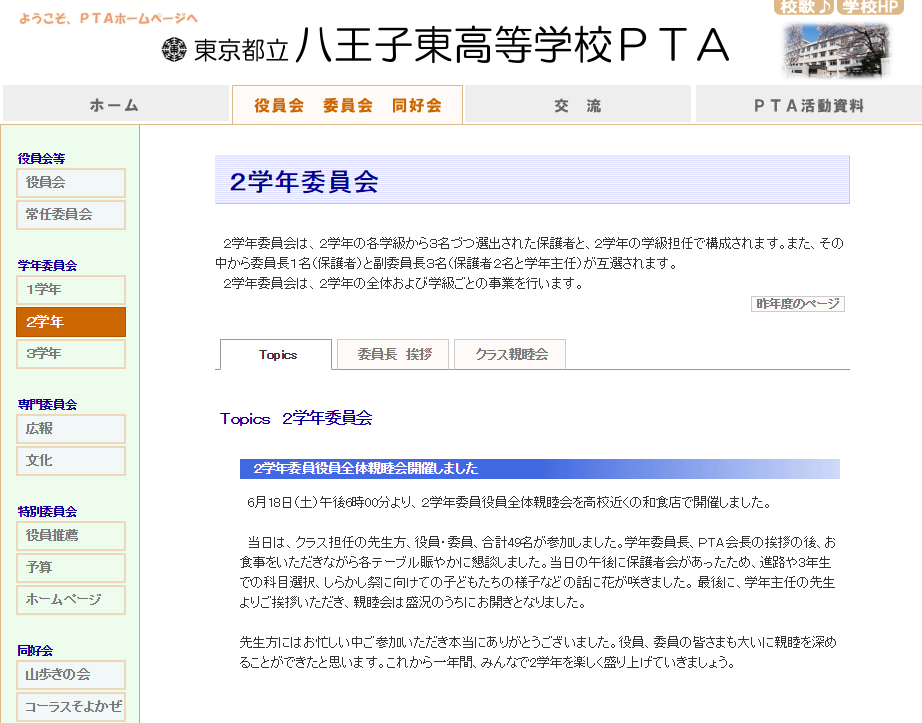 ようこそ、PTAホームページへ
校歌♪ 学校HP
東京都立 八王子東高等学校PTA
ホーム 役員会 委員会 同好会 交 流 PTA活動資料
役員会等
役員会
常任委員会
学年委員会
1学年
2学年
3学年
専門委員会
広報
文化
特別委員会
役員推薦
予算
ホームページ
同好会
山歩きの会
コーラスそよかぜ
2学年委員会
2学年委員会は、2学年の各学級から3名づつ選出された保護者と、2学年の学級担任で構成されます。また、その
中から委員長1名(保護者)と副委員長3名(保護者2名と学年主任)が互選されます。
2学年委員会は、2学年の全体および学級ごとの事業を行います。
昨年度のページ
Topics 委員長 挨拶 クラス親睦会
Topics 2学年委員会
2学年委員役員全体親睦会開催しました
6月18日(土)午後6時00分より、2学年委員役員全体親睦会を高校近くの和食店で開催しました。
当日は、クラス担任の先生方、役員・委員、合計49名が参加しました。学年委員長、PTA会長の挨拶の後、お
食事をいただきながら各テーブル賑やかに懇談しました。当日の午後に保護者会があったため、進路や3年生
での科目選択、しらかし祭に向けての子どもたちの様子などの話に花が咲きました。 最後に、学年主任の先生
よりご挨拶いただき、親睦会は盛況のうちにお開きとなりました。
先生方にはお忙しい中ご参加いただき本当にありがとうございました。役員、委員の皆さまも大いに親睦を深め
ることができたと思います。これから一年間、みんなで2学年を楽しく盛り上げていきましょう。